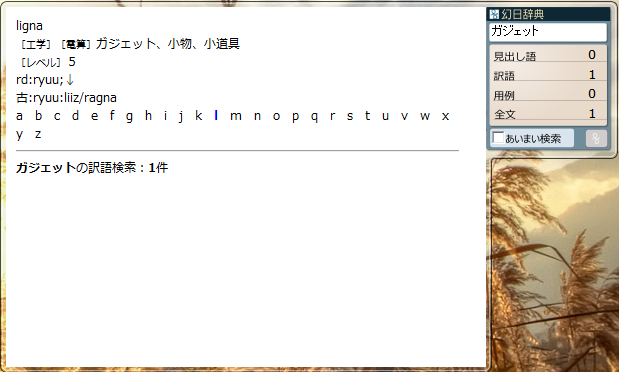 ligna
［工学］［電算］ガジェット、小物、小道具
［レベル］5
rd:ryuu;↓
古:ryuu:liiz/ragna
a b c d e f g h i j k l m n o p q r s t u v w x
y z
ガジェットの訳語検索：1件
幻日辞典
ガジェット
見出し語 0
訳語 1
用例 0
全文 1
あいまい検索